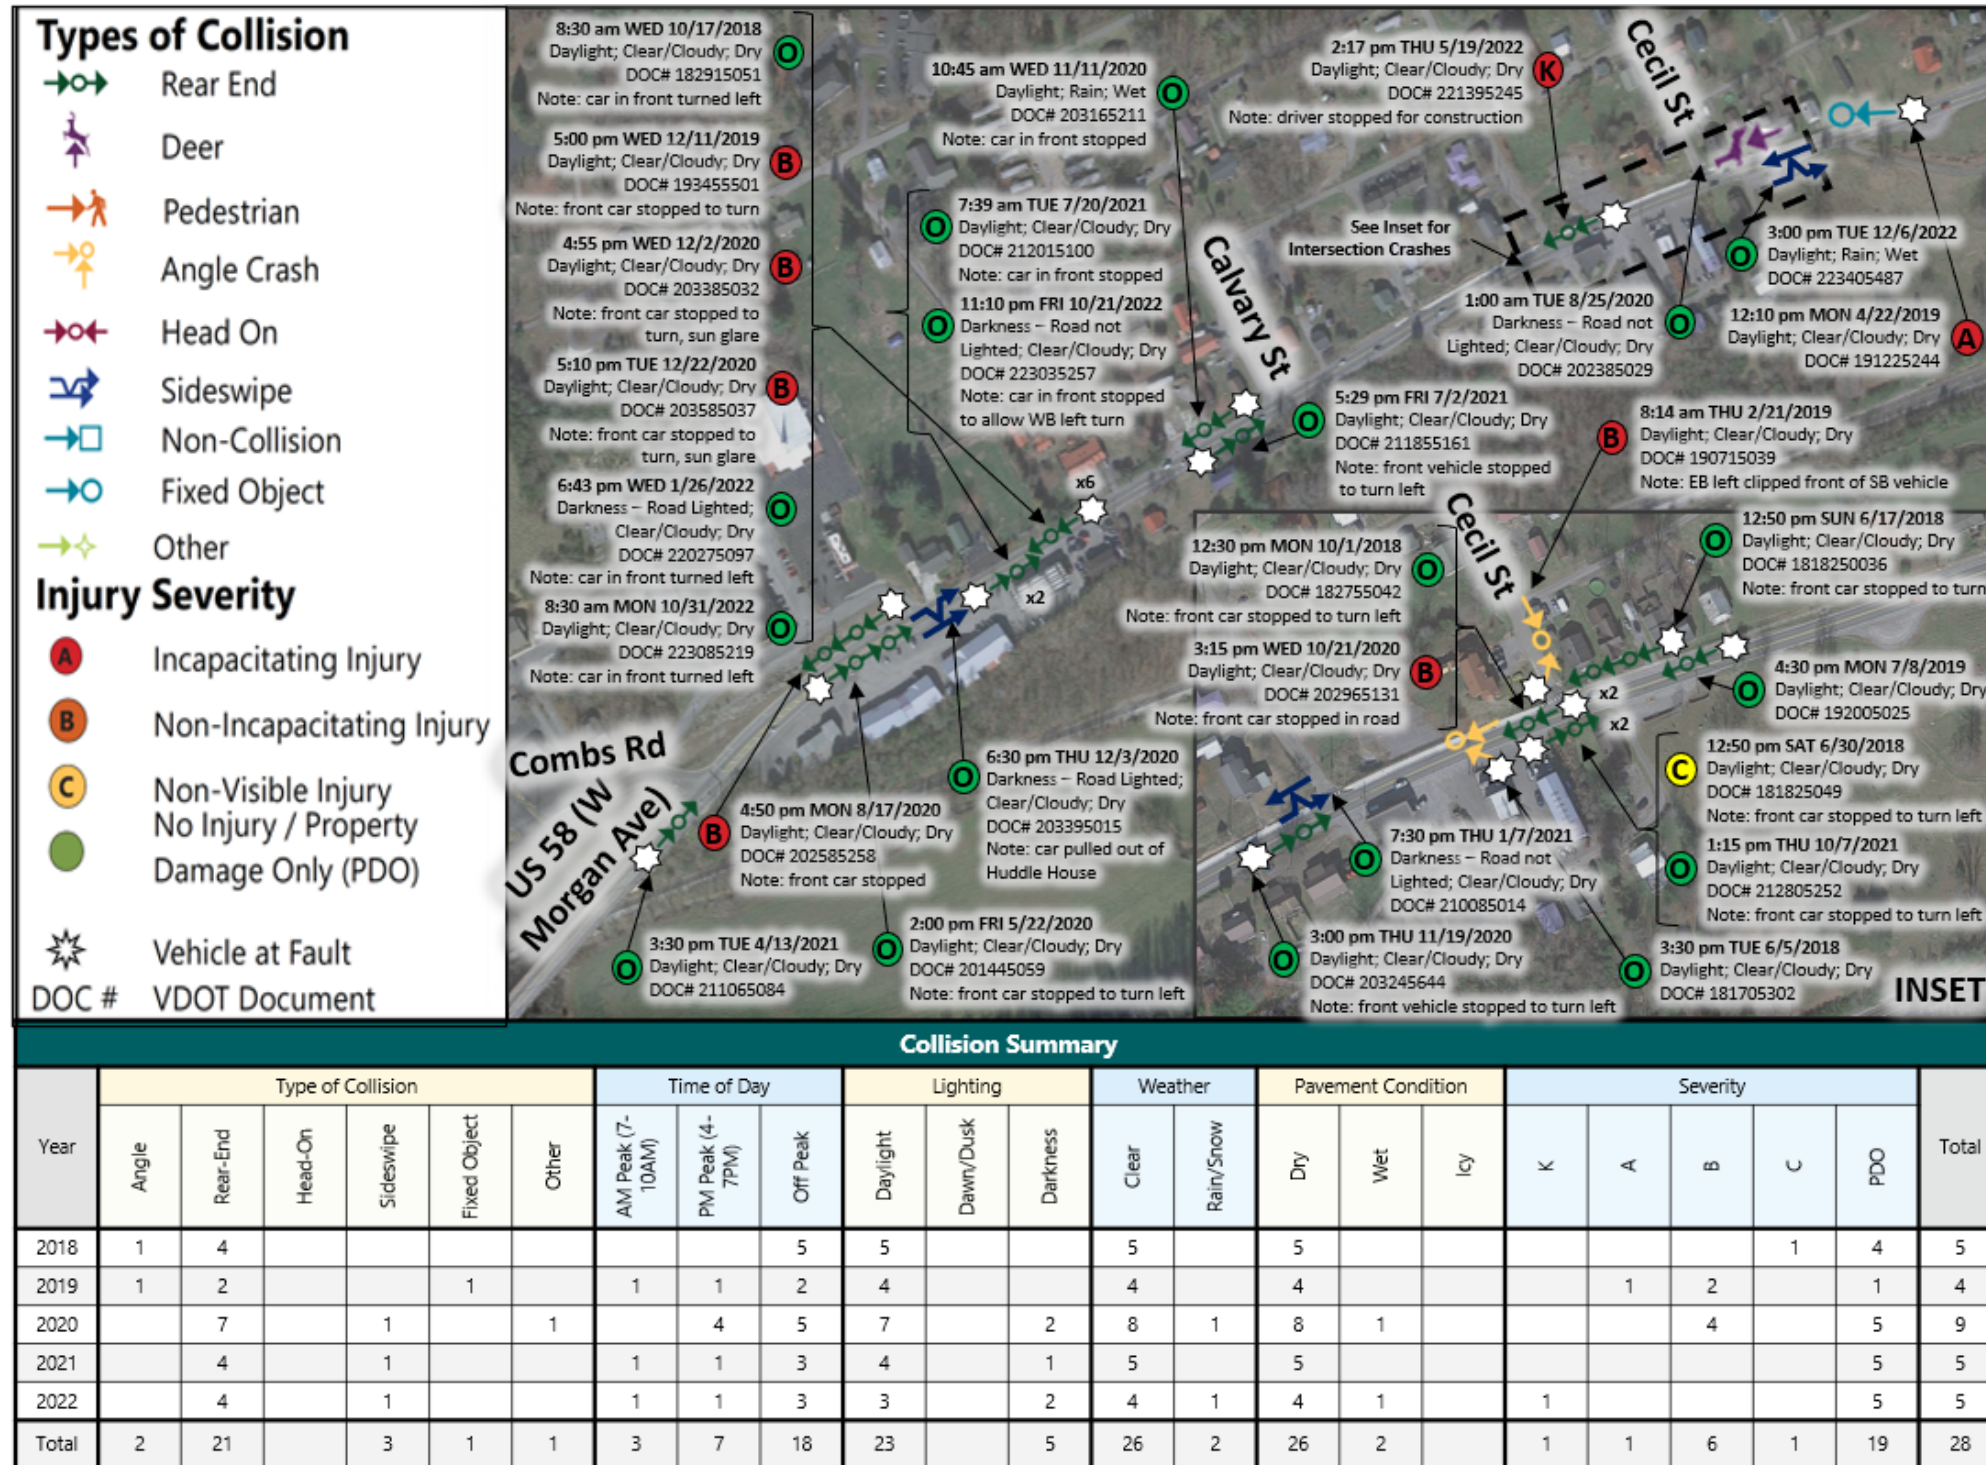 Types of Collision
Rear End
Deer
Pedestrian
Angle Crash
Head On
Sideswipe
Non-Collision
Fixed Object
Other
Injury Severity
A Incapacitating Injury
B Non-Incapacitating Injury
C Non-Visible Injury
No Injury / Property
Damage Only (PDO)
Vehicle at Fault
DOC # VDOT Document
8:30 am WED 10/17/2018
Daylight; Clear/Cloudy; Dry
DOC# 182915051
Note: car in front turned left
O
5:00 pm WED 12/11/2019
Daylight; Clear/Cloudy; Dry
DOC# 193455501
Note: front car stopped to turn
B
4:55 pm WED 12/2/2020
Daylight; Clear/Cloudy; Dry
DOC# 203385032
Note: front car stopped to
turn, sun glare
B
5:10 pm TUE 12/22/2020
Daylight; Clear/Cloudy; Dry
DOC# 203585037
Note: front car stopped to
turn, sun glare
B
6:43 pm WED 1/26/2022
Darkness – Road Lighted;
Clear/Cloudy; Dry
DOC# 220275097
Note: car in front turned left
O
8:30 am MON 10/31/2022
Daylight; Clear/Cloudy; Dry
DOC# 223085219
Note: car in front turned left
O
10:45 am WED 11/11/2020
Daylight; Rain; Wet
DOC# 203165211
Note: car in front stopped
O
7:39 am TUE 7/20/2021
Daylight; Clear/Cloudy; Dry
DOC# 212015100
Note: car in front stopped
O
11:10 pm FRI 10/21/2022
Darkness – Road not
Lighted; Clear/Cloudy; Dry
DOC# 223035257
Note: car in front stopped
to allow WB left turn
O
x6
x2
Calvary St
2:17 pm THU 5/19/2022
Daylight; Clear/Cloudy; Dry
DOC# 221395245
Note: driver stopped for construction
K
Cecil St
See Inset for
Intersection Crashes
3:00 pm TUE 12/6/2022
Daylight; Rain; Wet
DOC# 223405487
O
1:00 am TUE 8/25/2020
Darkness – Road not
Lighted; Clear/Cloudy; Dry
DOC# 202385029
O
12:10 pm MON 4/22/2019
Daylight; Clear/Cloudy; Dry
DOC# 191225244
A
5:29 pm FRI 7/2/2021
Daylight; Clear/Cloudy; Dry
DOC# 211855161
Note: front vehicle stopped
to turn left
O
8:14 am THU 2/21/2019
Daylight; Clear/Cloudy; Dry
DOC# 190715039
Note: EB left clipped front of SB vehicle
B
Combs Rd
US 58 (W
Morgan Ave)
4:50 pm MON 8/17/2020
Daylight; Clear/Cloudy; Dry
DOC# 202585258
Note: front car stopped
B
6:30 pm THU 12/3/2020
Darkness – Road Lighted;
Clear/Cloudy; Dry
DOC# 203395015
Note: car pulled out of
Huddle House
O
3:30 pm TUE 4/13/2021
Daylight; Clear/Cloudy; Dry
DOC# 211065084
O
2:00 pm FRI 5/22/2020
Daylight; Clear/Cloudy; Dry
DOC# 201445059
Note: front car stopped to turn left
O
Cecil St
12:30 pm MON 10/1/2018
Daylight; Clear/Cloudy; Dry
DOC# 182755042
Note: front car stopped to turn left
O
3:15 pm WED 10/21/2020
Daylight; Clear/Cloudy; Dry
DOC# 202965131
Note: front car stopped in road
B
12:50 pm SUN 6/17/2018
Daylight; Clear/Cloudy; Dry
DOC# 1818250036
Note: front car stopped to turn
O
4:30 pm MON 7/8/2019
Daylight; Clear/Cloudy; Dry
DOC# 192005025
O
x2
x2
12:50 pm SAT 6/30/2018
Daylight; Clear/Cloudy; Dry
DOC# 181825049
Note: front car stopped to turn left
C
1:15 pm THU 10/7/2021
Daylight; Clear/Cloudy; Dry
DOC# 212805252
Note: front car stopped to turn left
O
7:30 pm THU 1/7/2021
Darkness – Road not
Lighted; Clear/Cloudy; Dry
DOC# 210085014
O
3:00 pm THU 11/19/2020
Daylight; Clear/Cloudy; Dry
DOC# 203245644
Note: front vehicle stopped to turn left
O
3:30 pm TUE 6/5/2018
Daylight; Clear/Cloudy; Dry
DOC# 181705302
O
INSET
Collision Summary
Year Type of Collision Time of Day Lighting Weather Pavement Condition Severity Total
Angle Rear-End Head-On Sideswipe Fixed Object Other AM Peak (7-10AM) PM Peak (4-7PM) Off Peak Daylight Dawn/Dusk Darkness Clear Rain/Snow Dry Wet Icy K A B C PDO
2018 1 4 5 5 5 5 1 4 5
2019 1 2 1 1 1 2 4 4 4 1 2 1 4
2020 7 1 1 4 5 7 2 8 1 8 1 4 5 9
2021 4 1 1 1 3 4 1 5 5 5 5
2022 4 1 1 1 3 3 2 4 1 4 1 1 5 5
Total 2 21 3 1 1 3 7 18 23 5 26 2 26 2 1 1 6 1 19 28